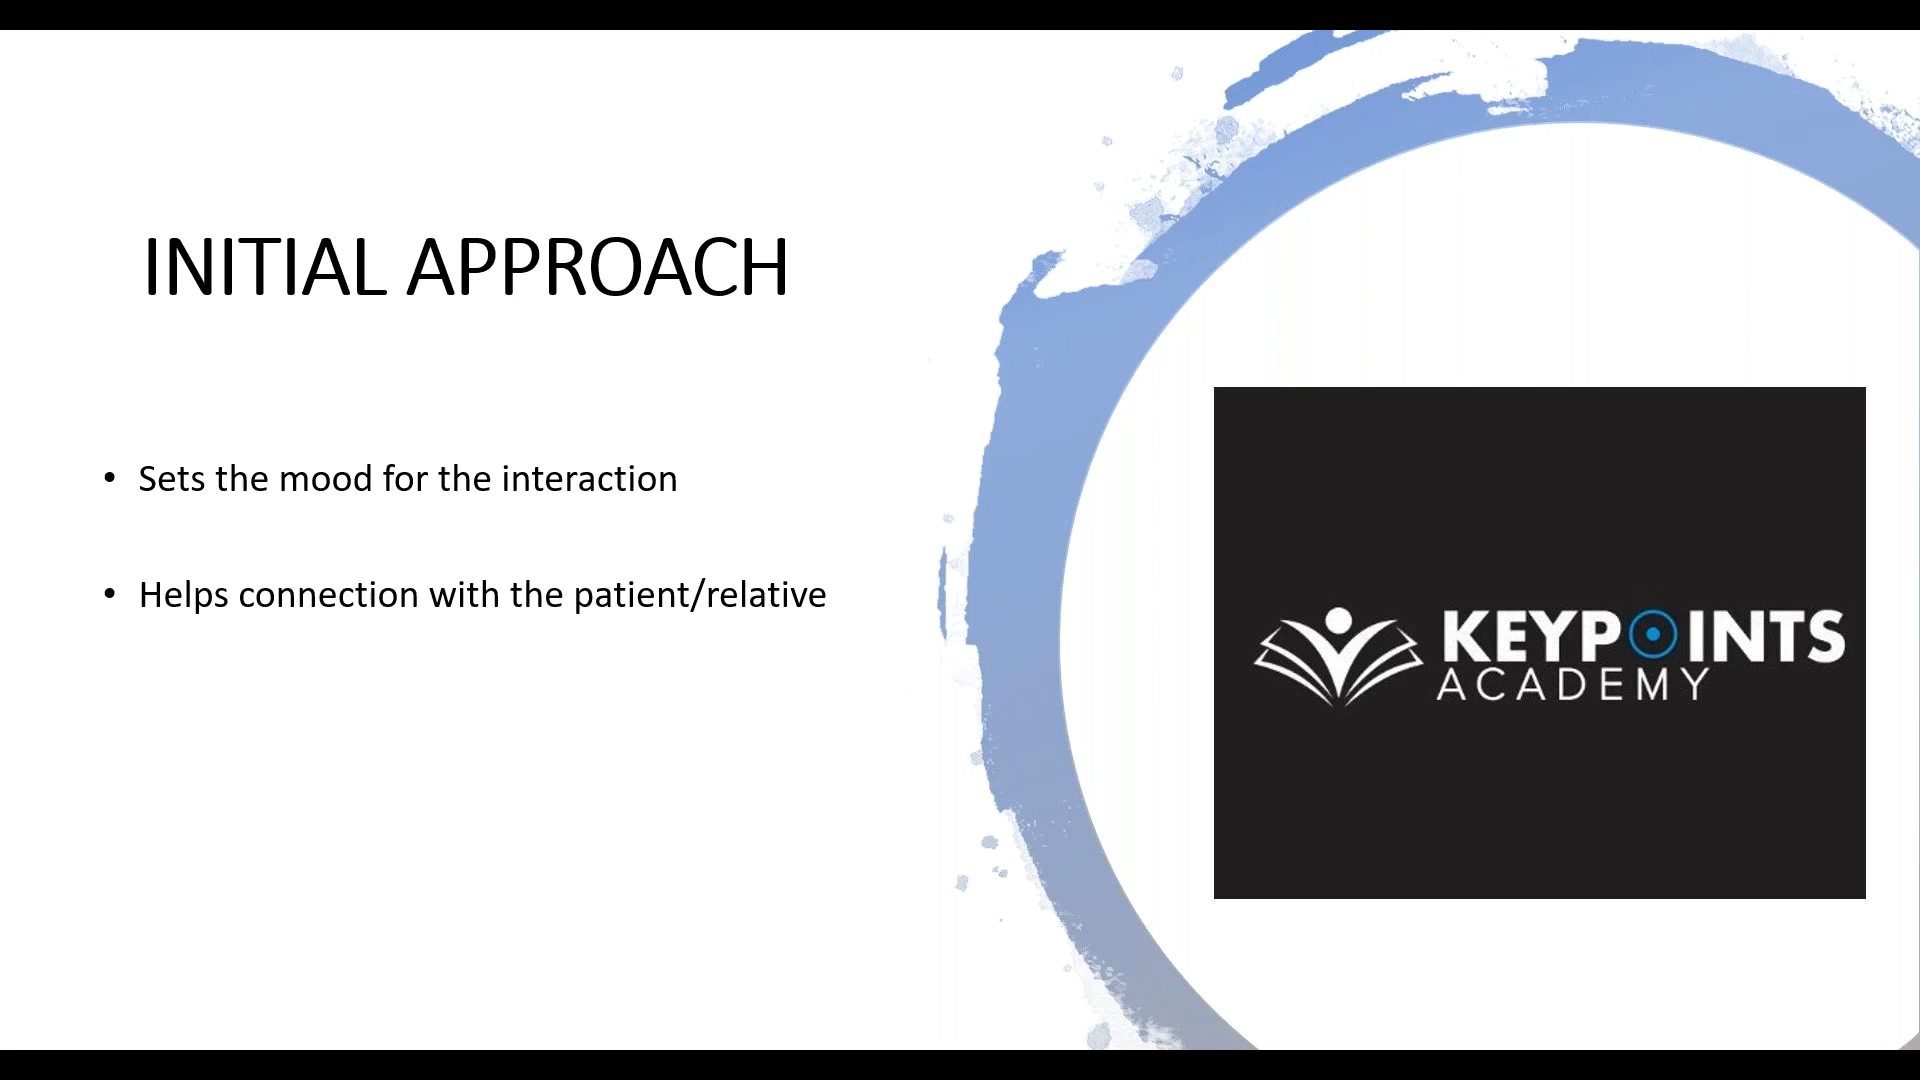 INITIAL APPROACH
• Sets the mood for the interaction
• Helps connection with the patient/relative
KEYPOINTS
ACADEMY